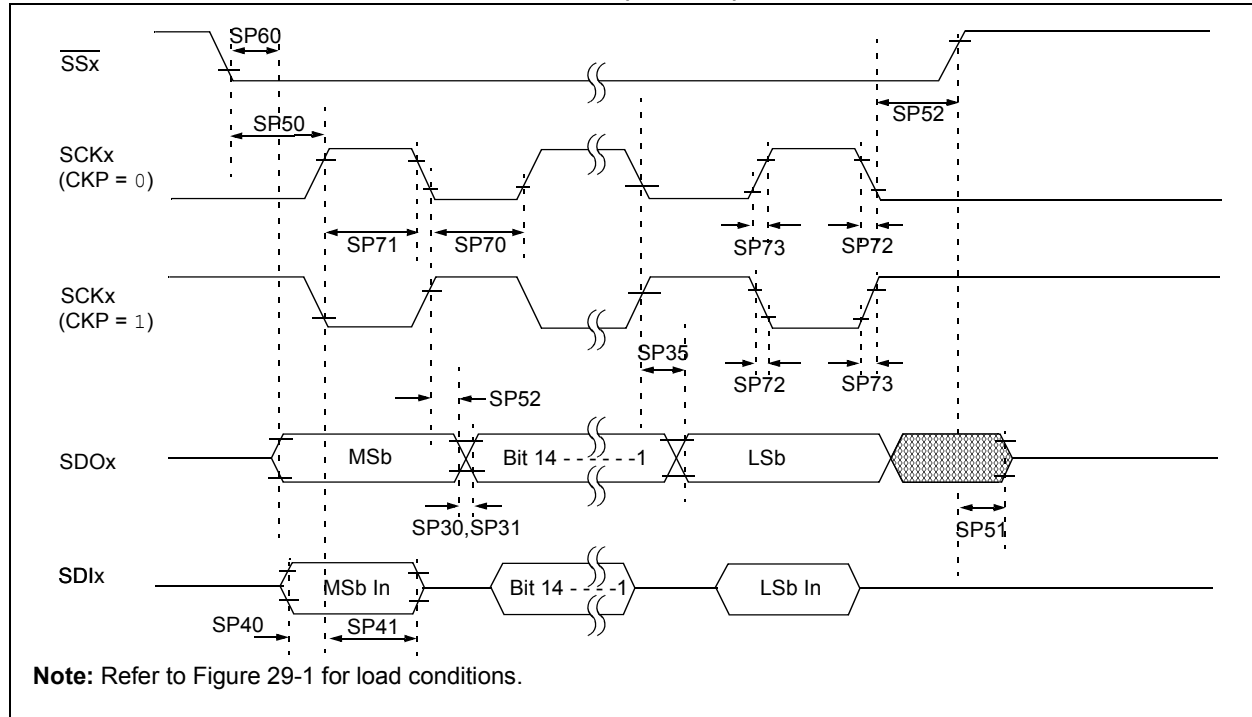 SP60
SSx
SP52
SP50
SCKx
(CKP = 0)
SP71
SP70
SP73
SP72
SCKx
(CKP = 1)
SP35
SP72
SP73
SP52
SDOx
MSb
Bit 14 - - - - - - -1
LSb
SP30,SP31
SP51
SDIx
MSb In
Bit 14 - - - -1
LSb In
SP40
SP41
Note: Refer to Figure 29-1 for load conditions.